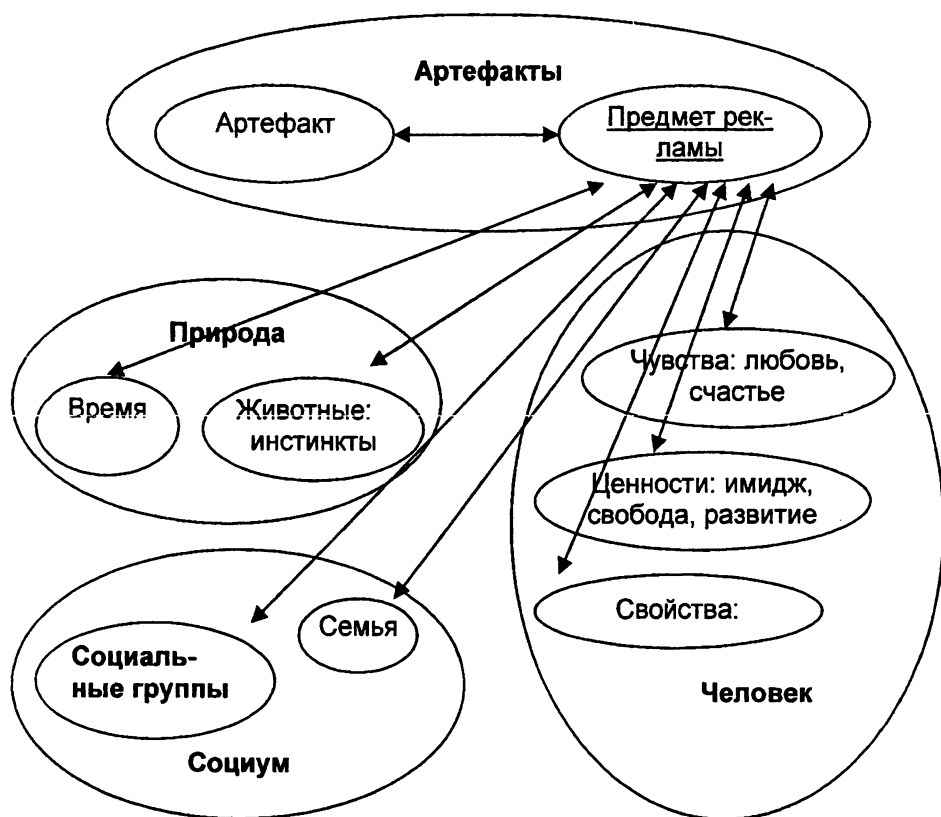 Артефакты
Артефакт
Предмет рек-
ламы
Природа
Время
Животные:
инстинкты
Чувства: любовь,
счастье
Ценности: имидж,
свобода, развитие
Свойства:
Человек
Семья
Социаль-
ные группы
Социум